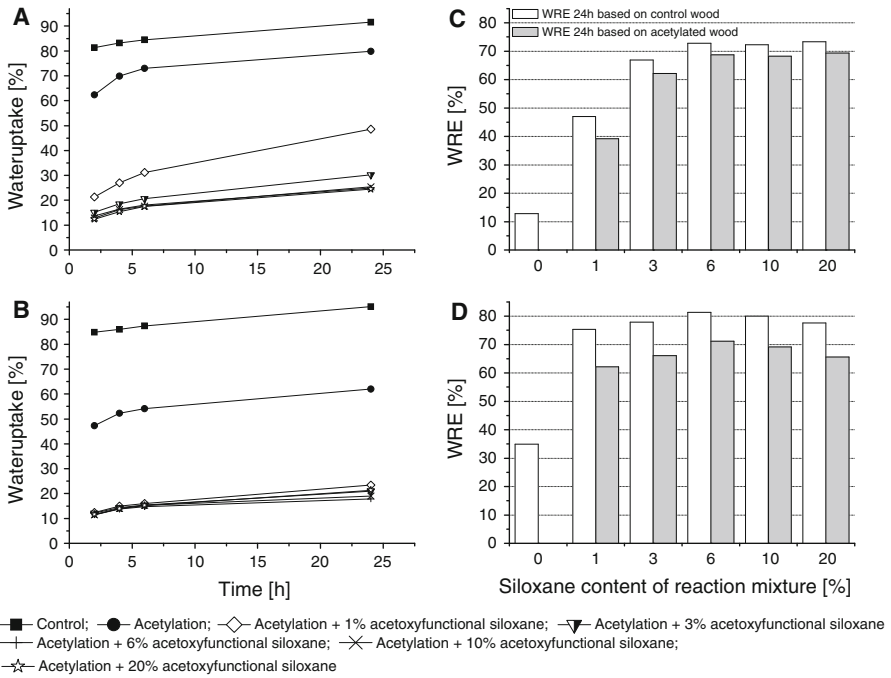 A
Wateruptake [%]
90
80
70
60
50
40
30
20
10
0
0 5 10 15 20 25
B
Wateruptake [%]
90
80
70
60
50
40
30
20
10
0
0 5 10 15 20 25
Time [h]
C
WRE [%]
80
70
60
50
40
30
20
10
0
WRE 24h based on control wood
WRE 24h based on acetylated wood
0 1 3 6 10 20
D
WRE [%]
80
70
60
50
40
30
20
10
0
0 1 3 6 10 20
Siloxane content of reaction mixture [%]
Control; Acetylation; Acetylation + 1% acetoxyfunctional siloxane; Acetylation + 3% acetoxyfunctional siloxane
Acetylation + 6% acetoxyfunctional siloxane; Acetylation + 10% acetoxyfunctional siloxane;
Acetylation + 20% acetoxyfunctional siloxane